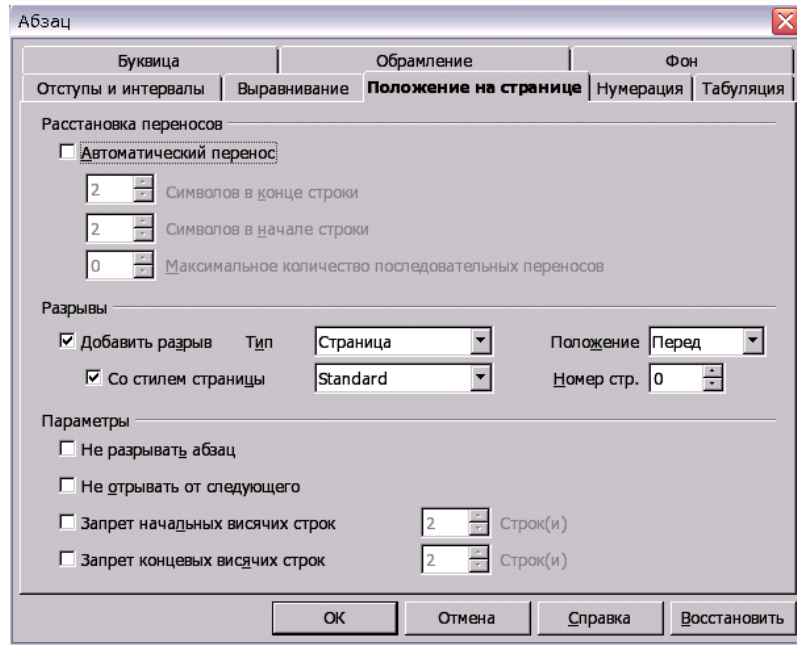 Абзац
Буквица Обрамление Фон
Отступы и интервалы Выравнивание Положение на странице Нумерация Табуляция
Расстановка переносов
Автоматический перенос
2 Символов в конце строки
2 Символов в начале строки
0 Максимальное количество последовательных переносов
Разрывы
Добавить разрыв Тип Страница Положение Перед
Со стилем страницы Standard Номер стр. 0
Параметры
Не разрывать абзац
Не отрывать от следующего
Запрет начальных висячих строк 2 Строк(и)
Запрет концевых висячих строк 2 Строк(и)
ОК Отмена Справка Восстановить